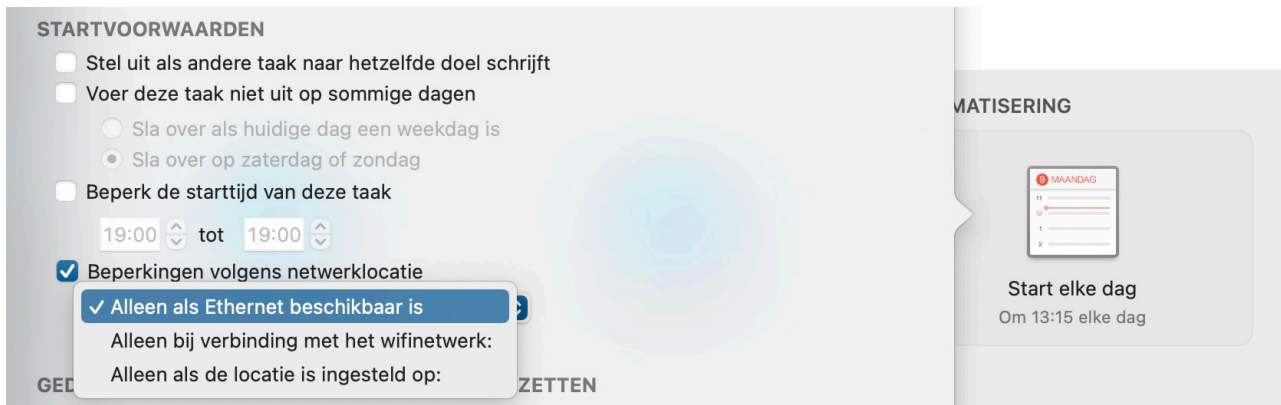 STARTVOORWAARDEN
Stel uit als andere taak naar hetzelfde doel schrijft
Voer deze taak niet uit op sommige dagen
Sla over als huidige dag een weekdag is
Sla over op zaterdag of zondag
Beperk de starttijd van deze taak
19:00 tot 19:00
Beperkingen volgens netwerklocatie
✓ Alleen als Ethernet beschikbaar is
Alleen bij verbinding met het wifinetwerk:
Alleen als de locatie is ingesteld op:
GED
ZETTEN
MATISERING
9 MAANDAG
11
12
1
2
Start elke dag
Om 13:15 elke dag